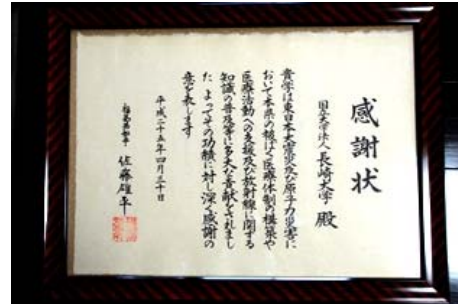 感謝状
国立大学法人 長崎大学 殿
貴学は東日本大震災及び原子力災害に
おいて本県の被ばく医療体制の構築や
医療活動への支援及び放射線に関する
知識の普及等に多大な貢献をされまし
た よってその功績に対し深く感謝の
意を表します
平成二十五年四月三十日
福島県知事 佐藤雄平